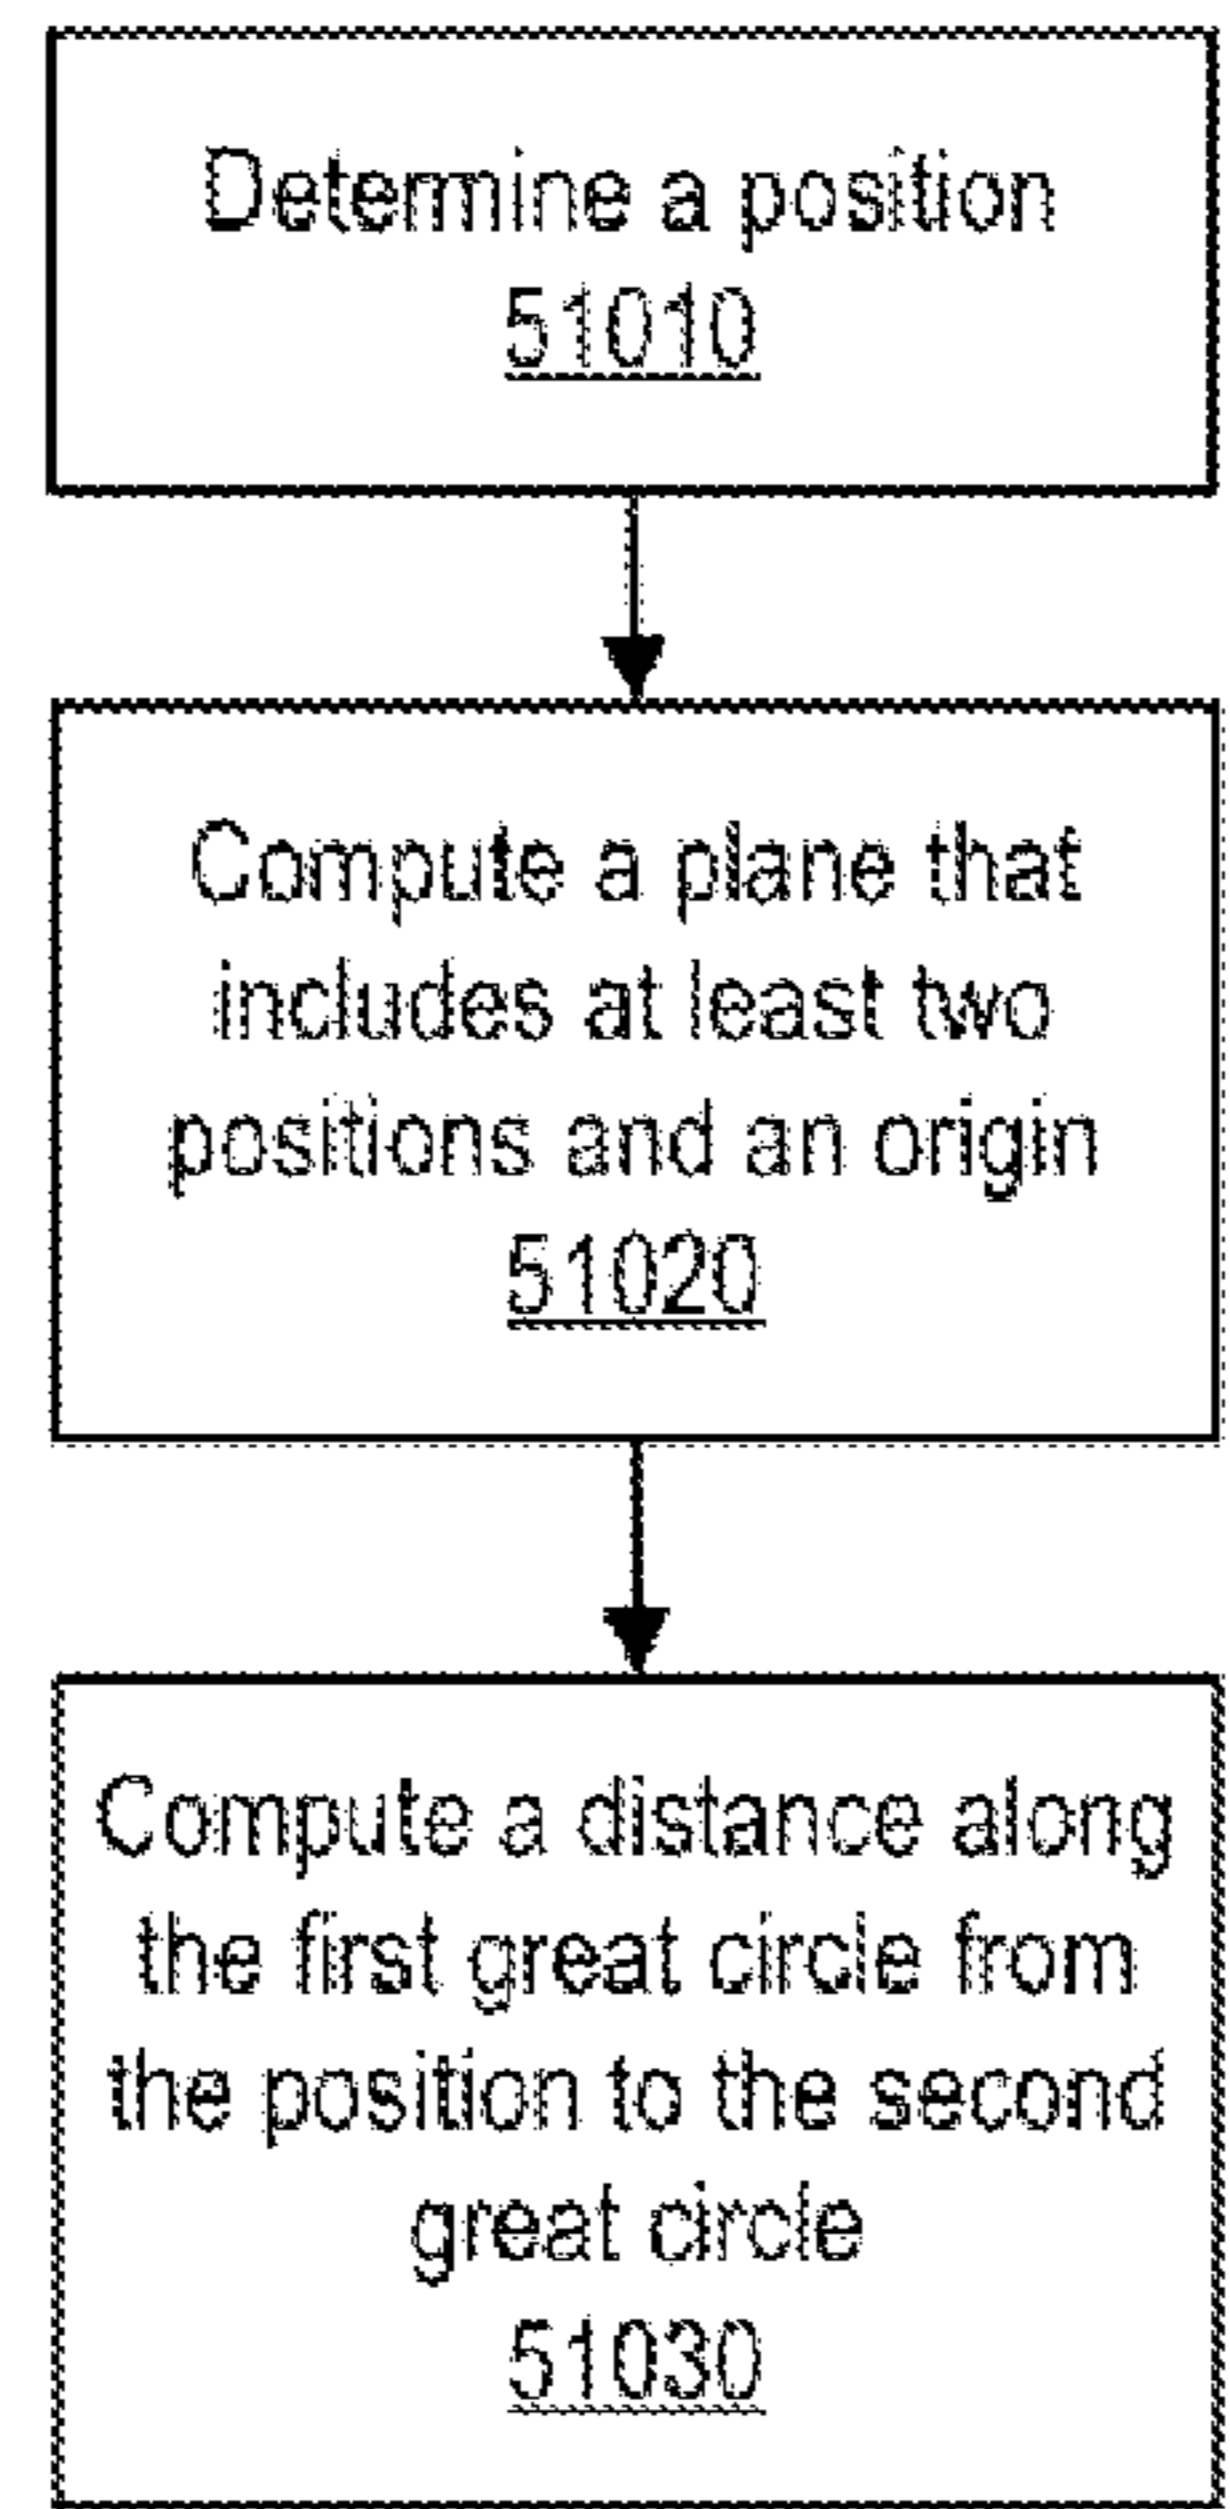 Determine a position
51010
Compute a plane that
includes at least two
positions and an origin
51020
Compute a distance along
the first great circle from
the position to the second
great circle
51030